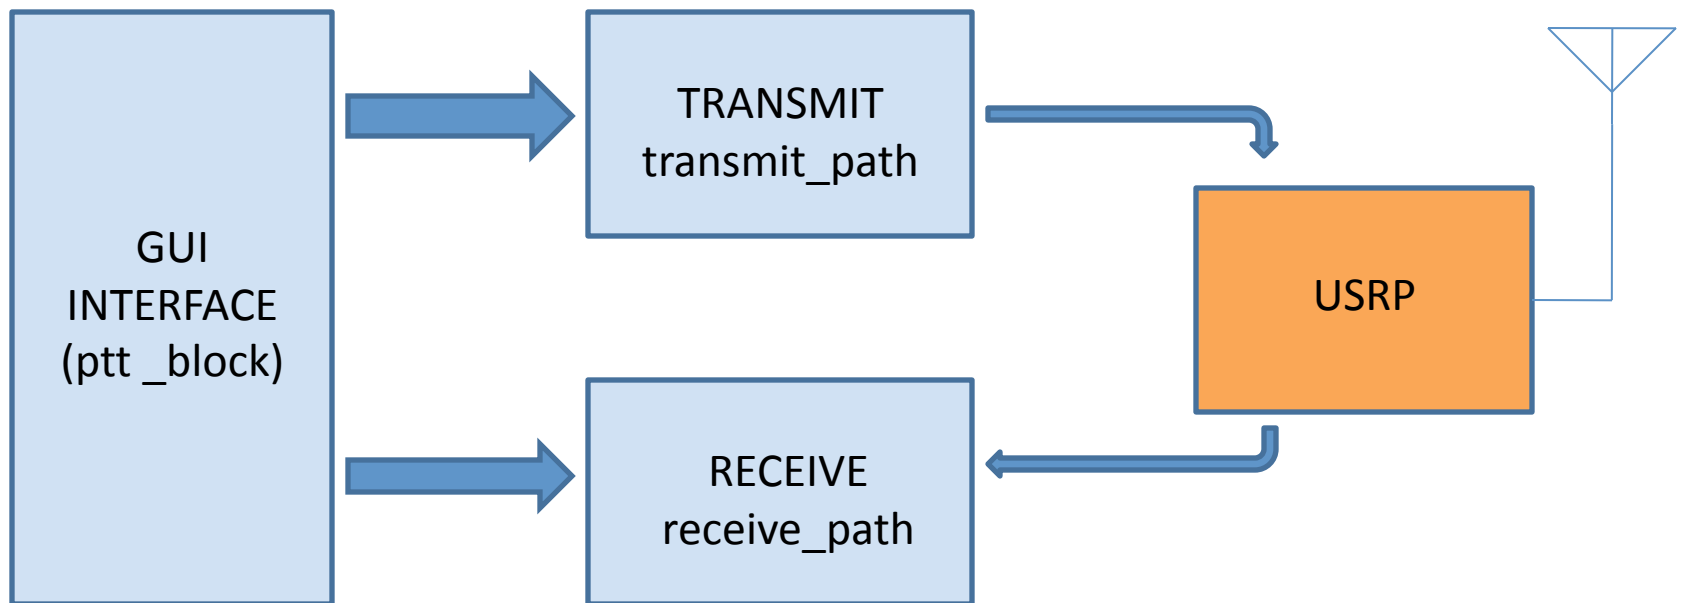 GUI
INTERFACE
(ptt _block)
TRANSMIT
transmit_path
RECEIVE
receive_path
USRP